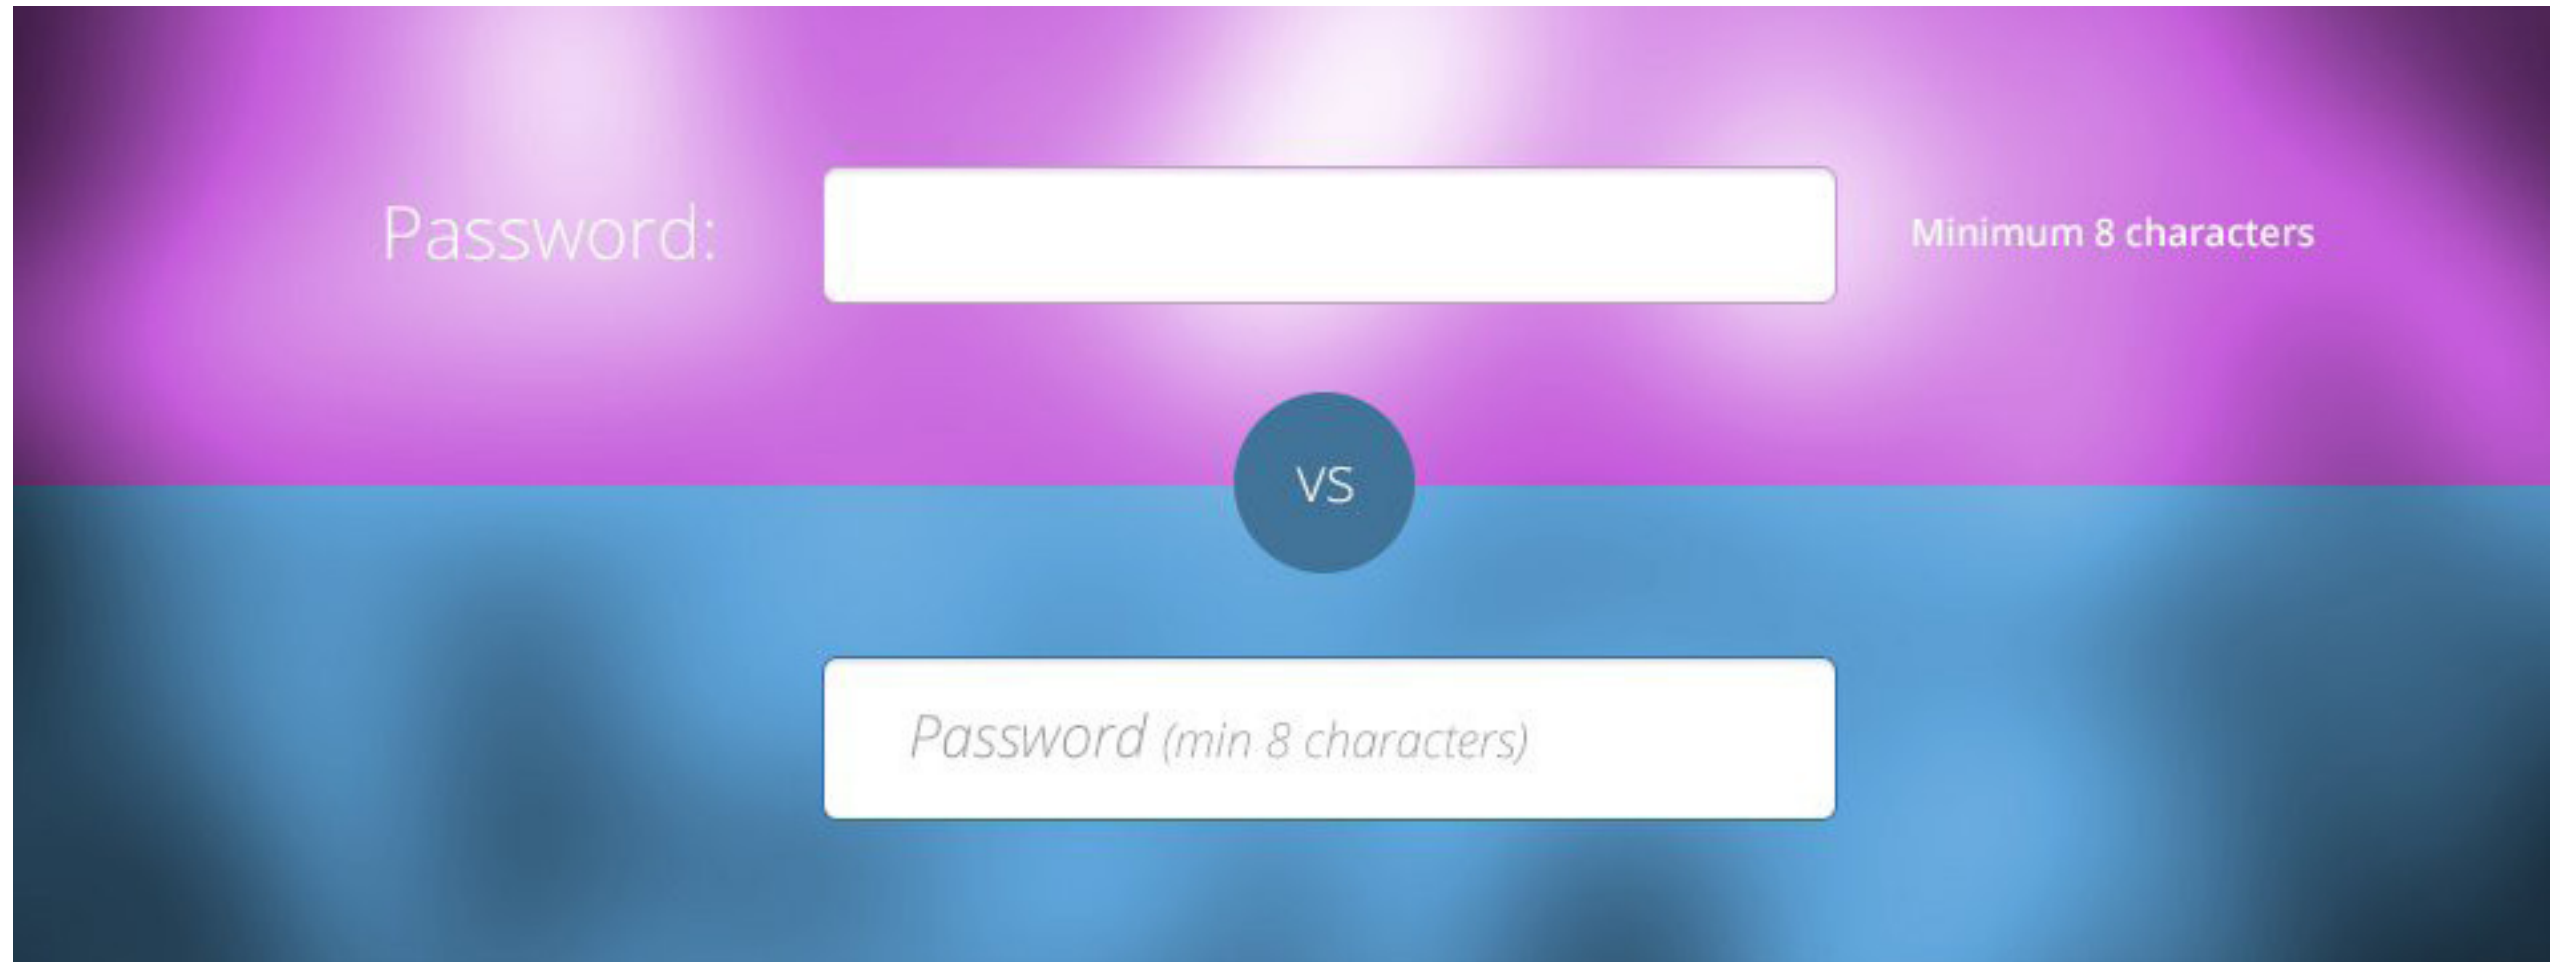 Password: Minimum 8 characters
VS
Password (min 8 characters)